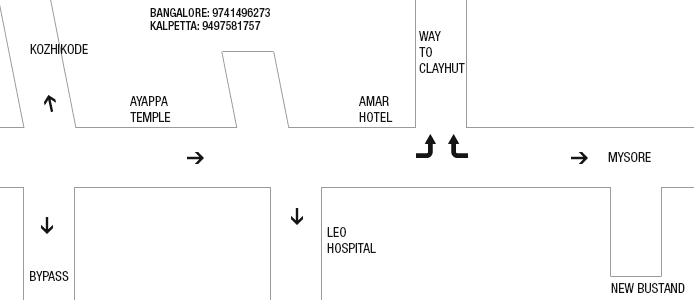 BANGALORE: 9741496273
KALPETTA: 9497581757
KOZHIKODE
WAY
TO
CLAYHUT
AYAPPA
TEMPLE
AMAR
HOTEL
MYSORE
LEO
HOSPITAL
BYPASS
NEW BUSTAND